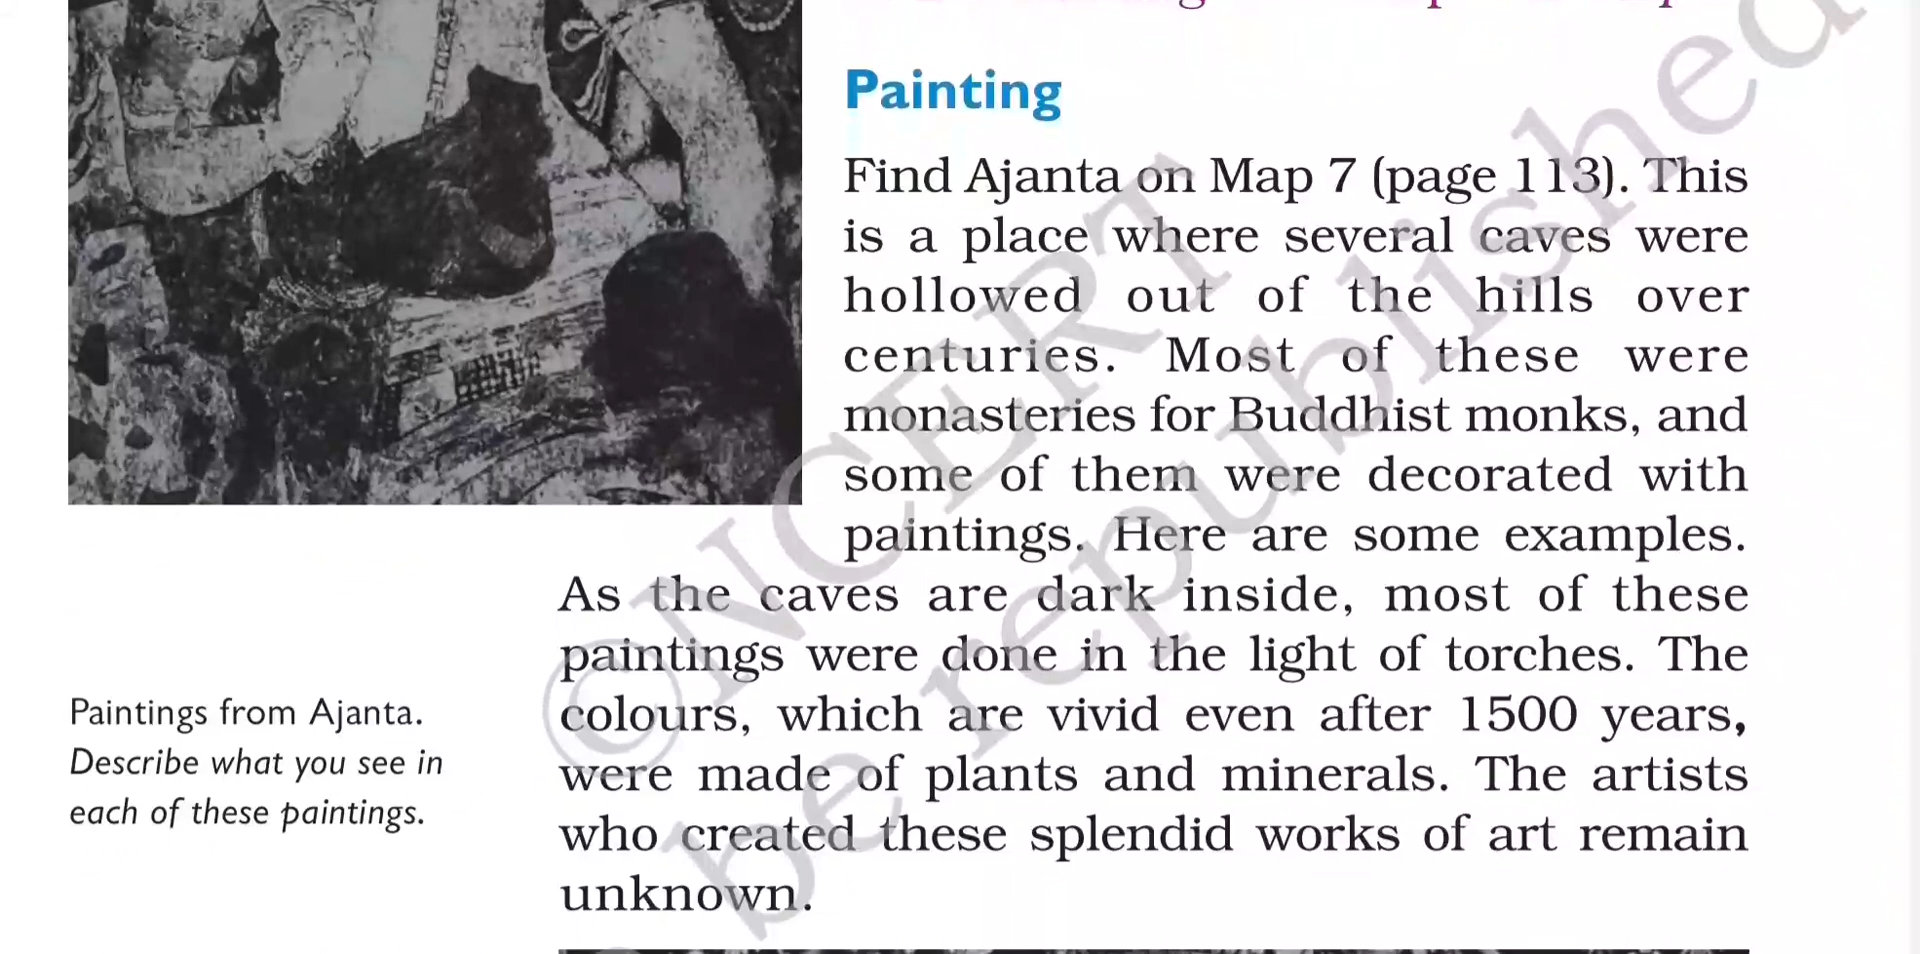 Painting
Find Ajanta on Map 7 (page 113). This
is a place where several caves were
hollowed out of the hills over
centuries. Most of these were
monasteries for Buddhist monks, and
some of them were decorated with
paintings. Here are some examples.
As the caves are dark inside, most of these
paintings were done in the light of torches. The
colours, which are vivid even after 1500 years,
were made of plants and minerals. The artists
who created these splendid works of art remain
unknown.
Paintings from Ajanta.
Describe what you see in
each of these paintings.
©NCERT
be republished